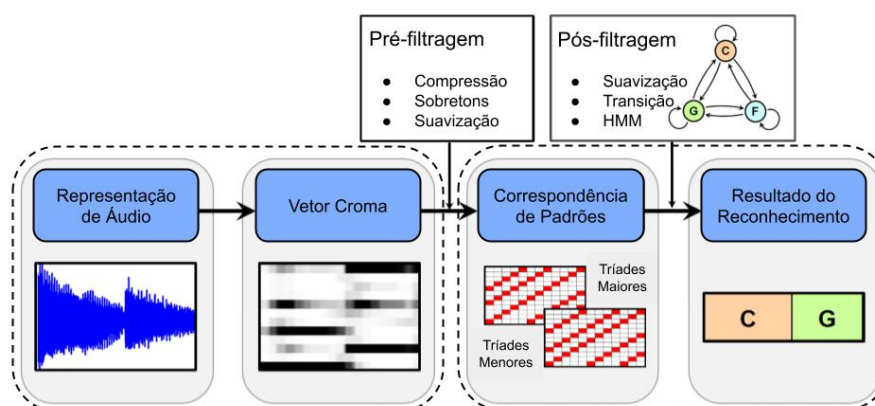 Pré-filtragem
● Compressão
● Sobretons
● Suavização
Pós-filtragem
● Suavização
● Transição
● HMM
C
G
F
Representação
de Áudio
Vetor Croma
Correspondência
de Padrões
Resultado do
Reconhecimento
Tríades
Maiores
Tríades
Menores
C
G